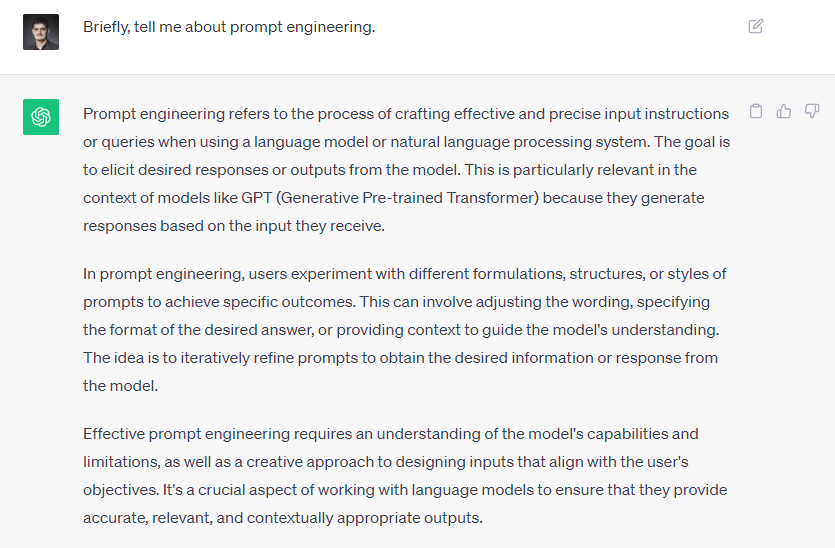 Briefly, tell me about prompt engineering.
Prompt engineering refers to the process of crafting effective and precise input instructions
or queries when using a language model or natural language processing system. The goal is
to elicit desired responses or outputs from the model. This is particularly relevant in the
context of models like GPT (Generative Pre-trained Transformer) because they generate
responses based on the input they receive.
In prompt engineering, users experiment with different formulations, structures, or styles of
prompts to achieve specific outcomes. This can involve adjusting the wording, specifying
the format of the desired answer, or providing context to guide the model's understanding.
The idea is to iteratively refine prompts to obtain the desired information or response from
the model.
Effective prompt engineering requires an understanding of the model's capabilities and
limitations, as well as a creative approach to designing inputs that align with the user's
objectives. It's a crucial aspect of working with language models to ensure that they provide
accurate, relevant, and contextually appropriate outputs.